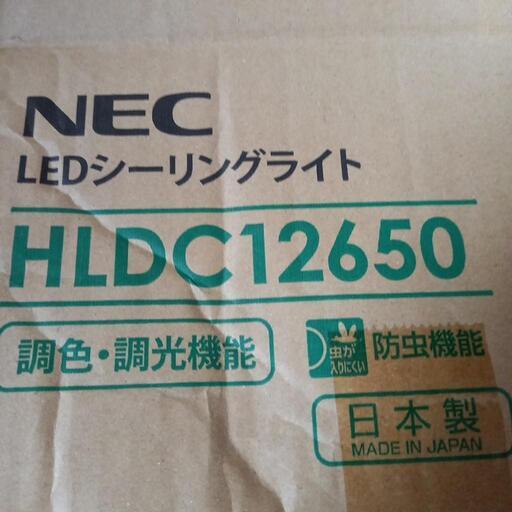 NEC
LEDシーリングライト
HLDC12650
調色・調光機能
虫が
入りにくい
防虫機能
日本製
MADE IN JAPAN